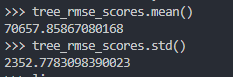 >>> tree_rmse_scores.mean()
70657.85867080168
>>> tree_rmse_scores.std()
2352.7783098390023